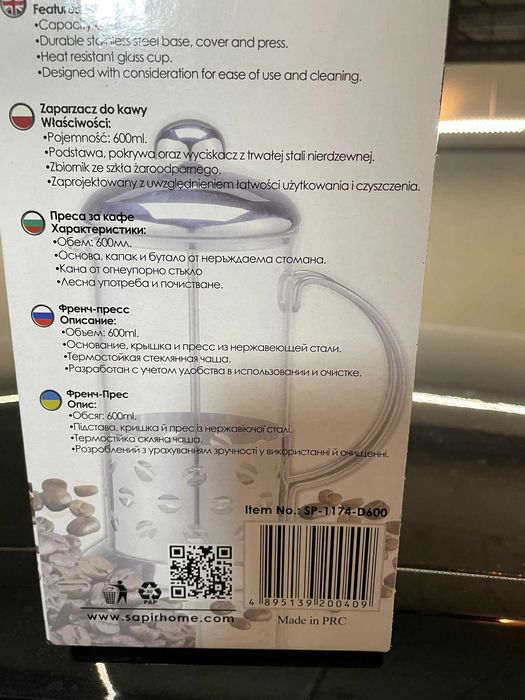 Features
•Capacity
•Durable stainless steel base, cover and press.
•Heat resistant glass cup.
•Designed with consideration for ease of use and cleaning.
Zaparzacz do kawy
Właściwości:
•Pojemność: 600ml.
•Podstawa, pokrywa oraz wyciskacz z trwałej stali nierdzewnej.
•Zbiornik ze szkła żaroodpornego.
•Zaprojektowany z uwzględnieniem łatwości użytkowania i czyszczenia.
Преса за кафе
Характеристики:
•Обем: 600мл.
•Основа, капак и бутало от неръждаема стомана.
•Кана от огнеупорно стъкло
•Лесна употреба и почистване.
Френч-пресс
Описание:
•Объем: 600ml.
•Основание, крышка и пресс из нержавеющей стали.
•Термостойкая стеклянная чаша.
•Разработан с учетом удобства в использовании и очистке.
Френч-Прес
Опис:
•Обсяг: 600ml.
•Підстава, кришка й прес із нержавіючої сталі.
•Термостійка скляна чаша.
•Розроблений з урахуванням зручності у використанні й очищенні.
Item No.: SP-1174-D600
4 895139 200409
PAP
www.sapirhome.com
Made in PRC